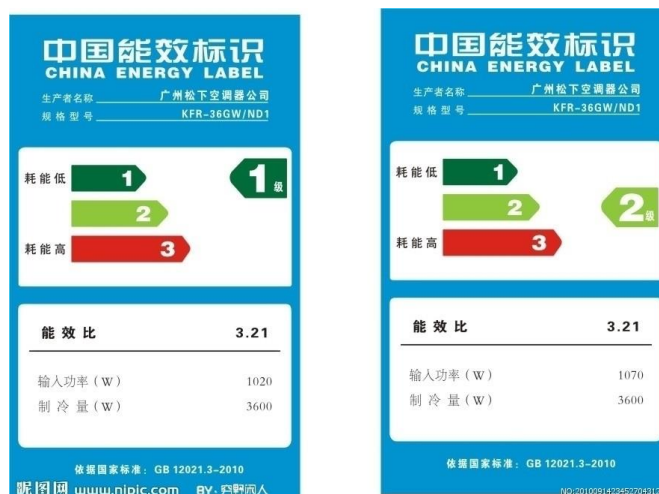 中国能效标识
CHINA ENERGY LABEL
生产者名称 广州松下空调器公司
规格型号 KFR-36GW/ND1
耗能低 1 1级
2
耗能高 3
能效比 3.21
输入功率（W） 1020
制冷量（W） 3600
依据国家标准：GB 12021.3-2010
昵图网 www.nipic.com BY：窈野闲人
中国能效标识
CHINA ENERGY LABEL
生产者名称 广州松下空调器公司
规格型号 KFR-36GW/ND1
耗能低 1
2 2级
耗能高 3
能效比 3.21
输入功率（W） 1070
制冷量（W） 3600
依据国家标准：GB 12021.3-2010